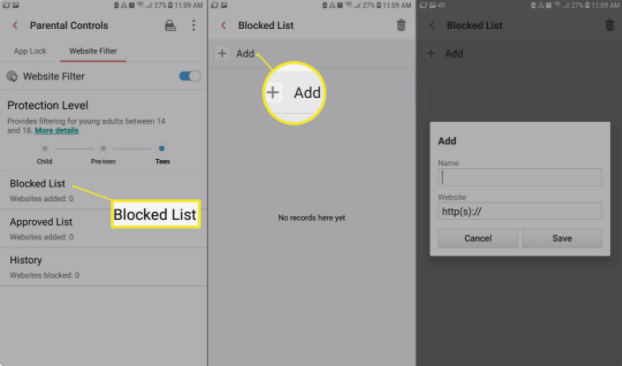 27% 11:09 AM
Parental Controls
App Lock
Website Filter
Website Filter
Protection Level
Provides filtering for young adults between 14
and 18. More details
Child
Pre-teen
Teen
Blocked List
Websites added: 0
Blocked List
Approved List
Websites added: 0
History
Websites blocked: 0
27% 11:09 AM
Blocked List
Add
Add
No records here yet
27% 11:09 AM
Blocked List
Add
Add
Name
Website
http(s)://
Cancel
Save